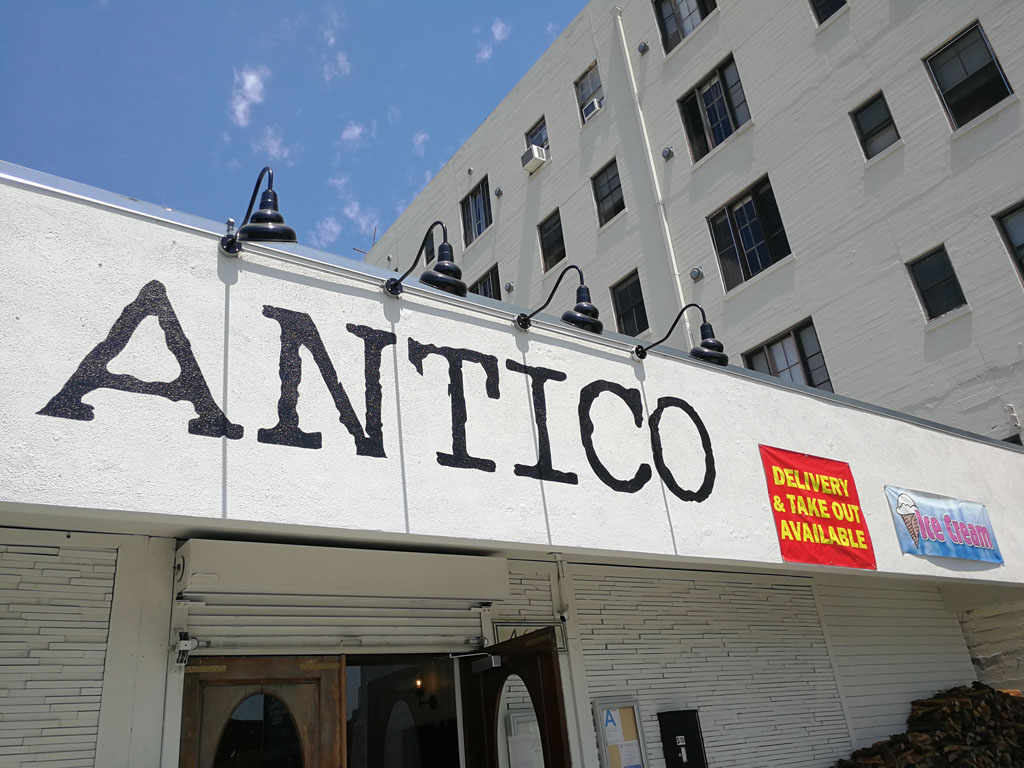 ANTICO
DELIVERY
& TAKE OUT
AVAILABLE
Ice Cream
A